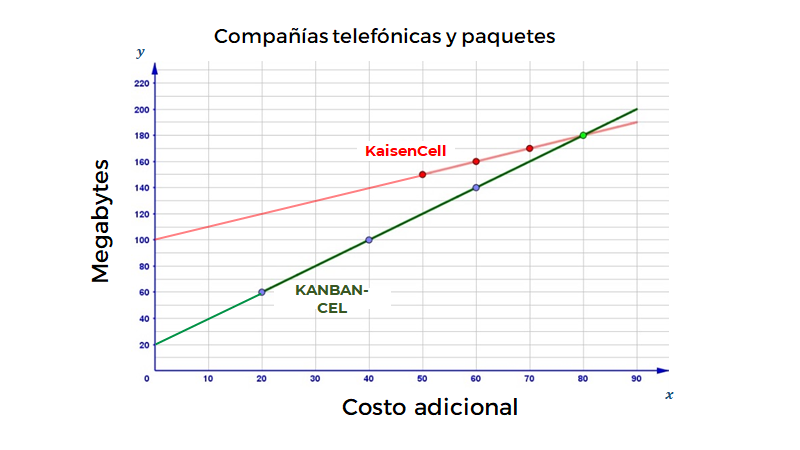 Compañías telefónicas y paquetes
y
220
200
180
160
140
120
100
80
60
40
20
Megabytes
KaisenCell
KANBAN-
CEL
0 10 20 30 40 50 60 70 80 90
x
Costo adicional